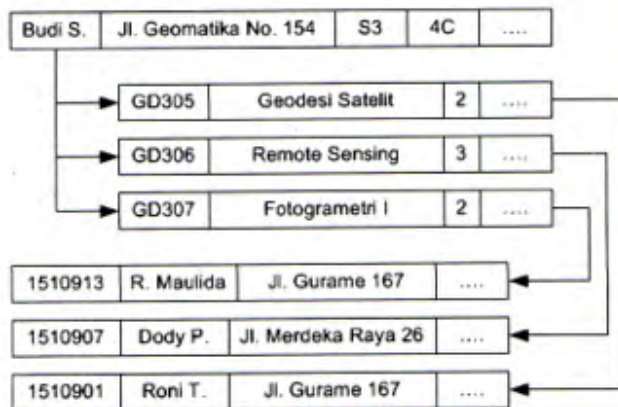 Budi S. Jl. Geomatika No. 154 S3 4C ....
GD305 Geodesi Satelit 2 ....
GD306 Remote Sensing 3 ....
GD307 Fotogrametri I 2 ....
1510913 R. Maulida Jl. Gurame 167 ....
1510907 Dody P. Jl. Merdeka Raya 26 ....
1510901 Roni T. Jl. Gurame 167 ....